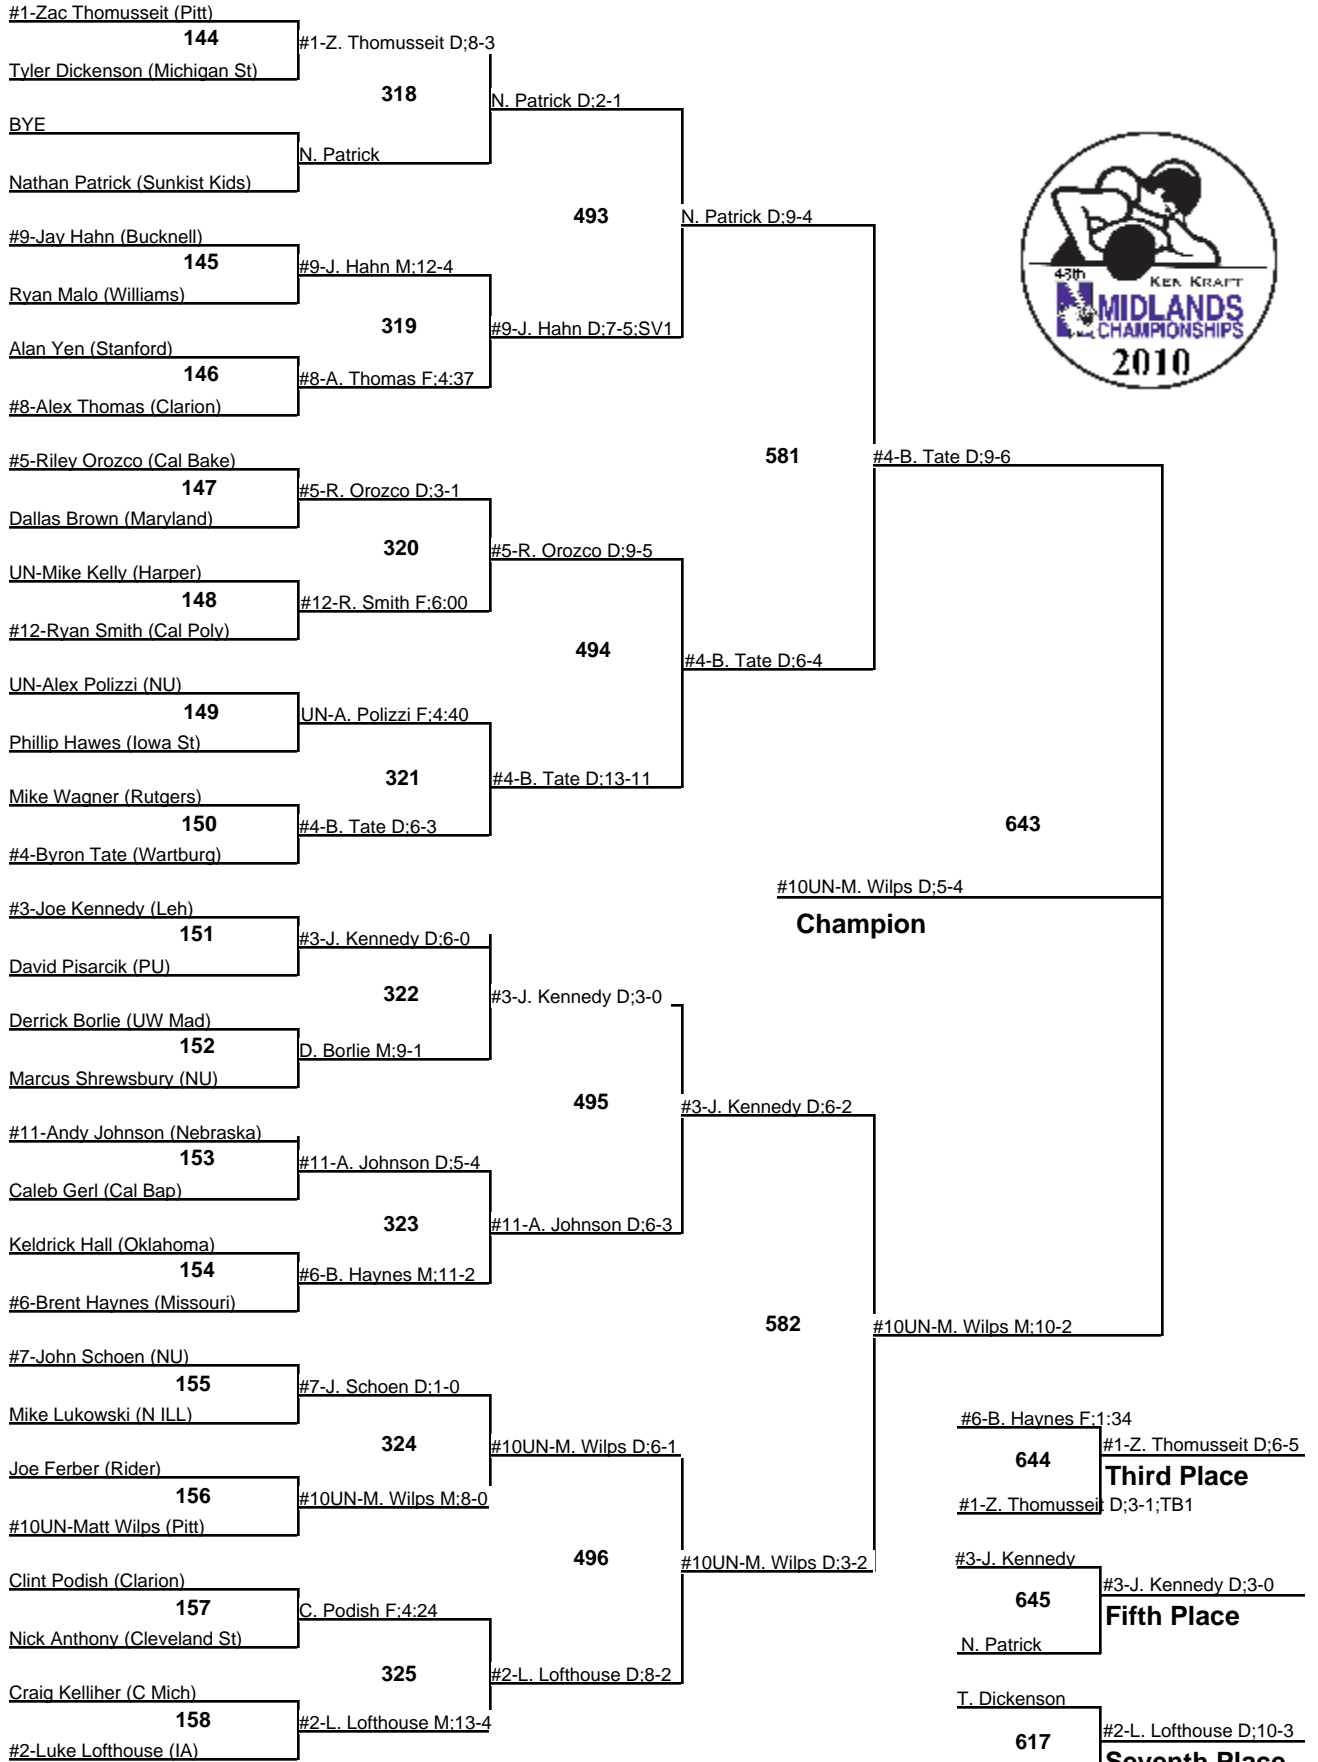 #1-Zac Thomusseit (Pitt)
144
#1-Z. Thomusseit D;8-3
Tyler Dickenson (Michigan St)
318
N. Patrick D;2-1
BYE
N. Patrick
Nathan Patrick (Sunkist Kids)
493
N. Patrick D;9-4
#9-Jay Hahn (Bucknell)
145
#9-J. Hahn M;12-4
Ryan Malo (Williams)
319
#9-J. Hahn D;7-5;SV1
Alan Yen (Stanford)
146
#8-A. Thomas F;4:37
#8-Alex Thomas (Clarion)
48th
KEN KRAFT
MIDLANDS
CHAMPIONSHIPS
2010
581
#4-B. Tate D;9-6
#5-Riley Orozco (Cal Bake)
147
#5-R. Orozco D;3-1
Dallas Brown (Maryland)
320
#5-R. Orozco D;9-5
UN-Mike Kelly (Harper)
148
#12-R. Smith F;6:00
#12-Ryan Smith (Cal Poly)
494
#4-B. Tate D;6-4
UN-Alex Polizzi (NU)
149
UN-A. Polizzi F;4:40
Phillip Hawes (Iowa St)
321
#4-B. Tate D;13-11
Mike Wagner (Rutgers)
150
#4-B. Tate D;6-3
#4-Byron Tate (Wartburg)
643
#10UN-M. Wilps D;5-4
Champion
#3-Joe Kennedy (Leh)
151
#3-J. Kennedy D;6-0
David Pisarcik (PU)
322
#3-J. Kennedy D;3-0
Derrick Borlie (UW Mad)
152
D. Borlie M;9-1
Marcus Shrewsbury (NU)
495
#3-J. Kennedy D;6-2
#11-Andy Johnson (Nebraska)
153
#11-A. Johnson D;5-4
Caleb Gerl (Cal Bap)
323
#11-A. Johnson D;6-3
Keldrick Hall (Oklahoma)
154
#6-B. Haynes M;11-2
#6-Brent Haynes (Missouri)
582
#10UN-M. Wilps M;10-2
#7-John Schoen (NU)
155
#7-J. Schoen D;1-0
Mike Lukowski (N ILL)
324
#10UN-M. Wilps D;6-1
Joe Ferber (Rider)
156
#10UN-M. Wilps M;8-0
#10UN-Matt Wilps (Pitt)
496
#10UN-M. Wilps D;3-2
Clint Podish (Clarion)
157
C. Podish F;4:24
Nick Anthony (Cleveland St)
325
#2-L. Lofthouse D;8-2
Craig Kelliher (C Mich)
158
#2-L. Lofthouse M;13-4
#2-Luke Lofthouse (IA)
#6-B. Haynes F;1:34
644
#1-Z. Thomusseit D;6-5
Third Place
#1-Z. Thomusseit D;3-1;TB1
#3-J. Kennedy
645
#3-J. Kennedy D;3-0
Fifth Place
N. Patrick
T. Dickenson
617
#2-L. Lofthouse D;10-3
Seventh Place